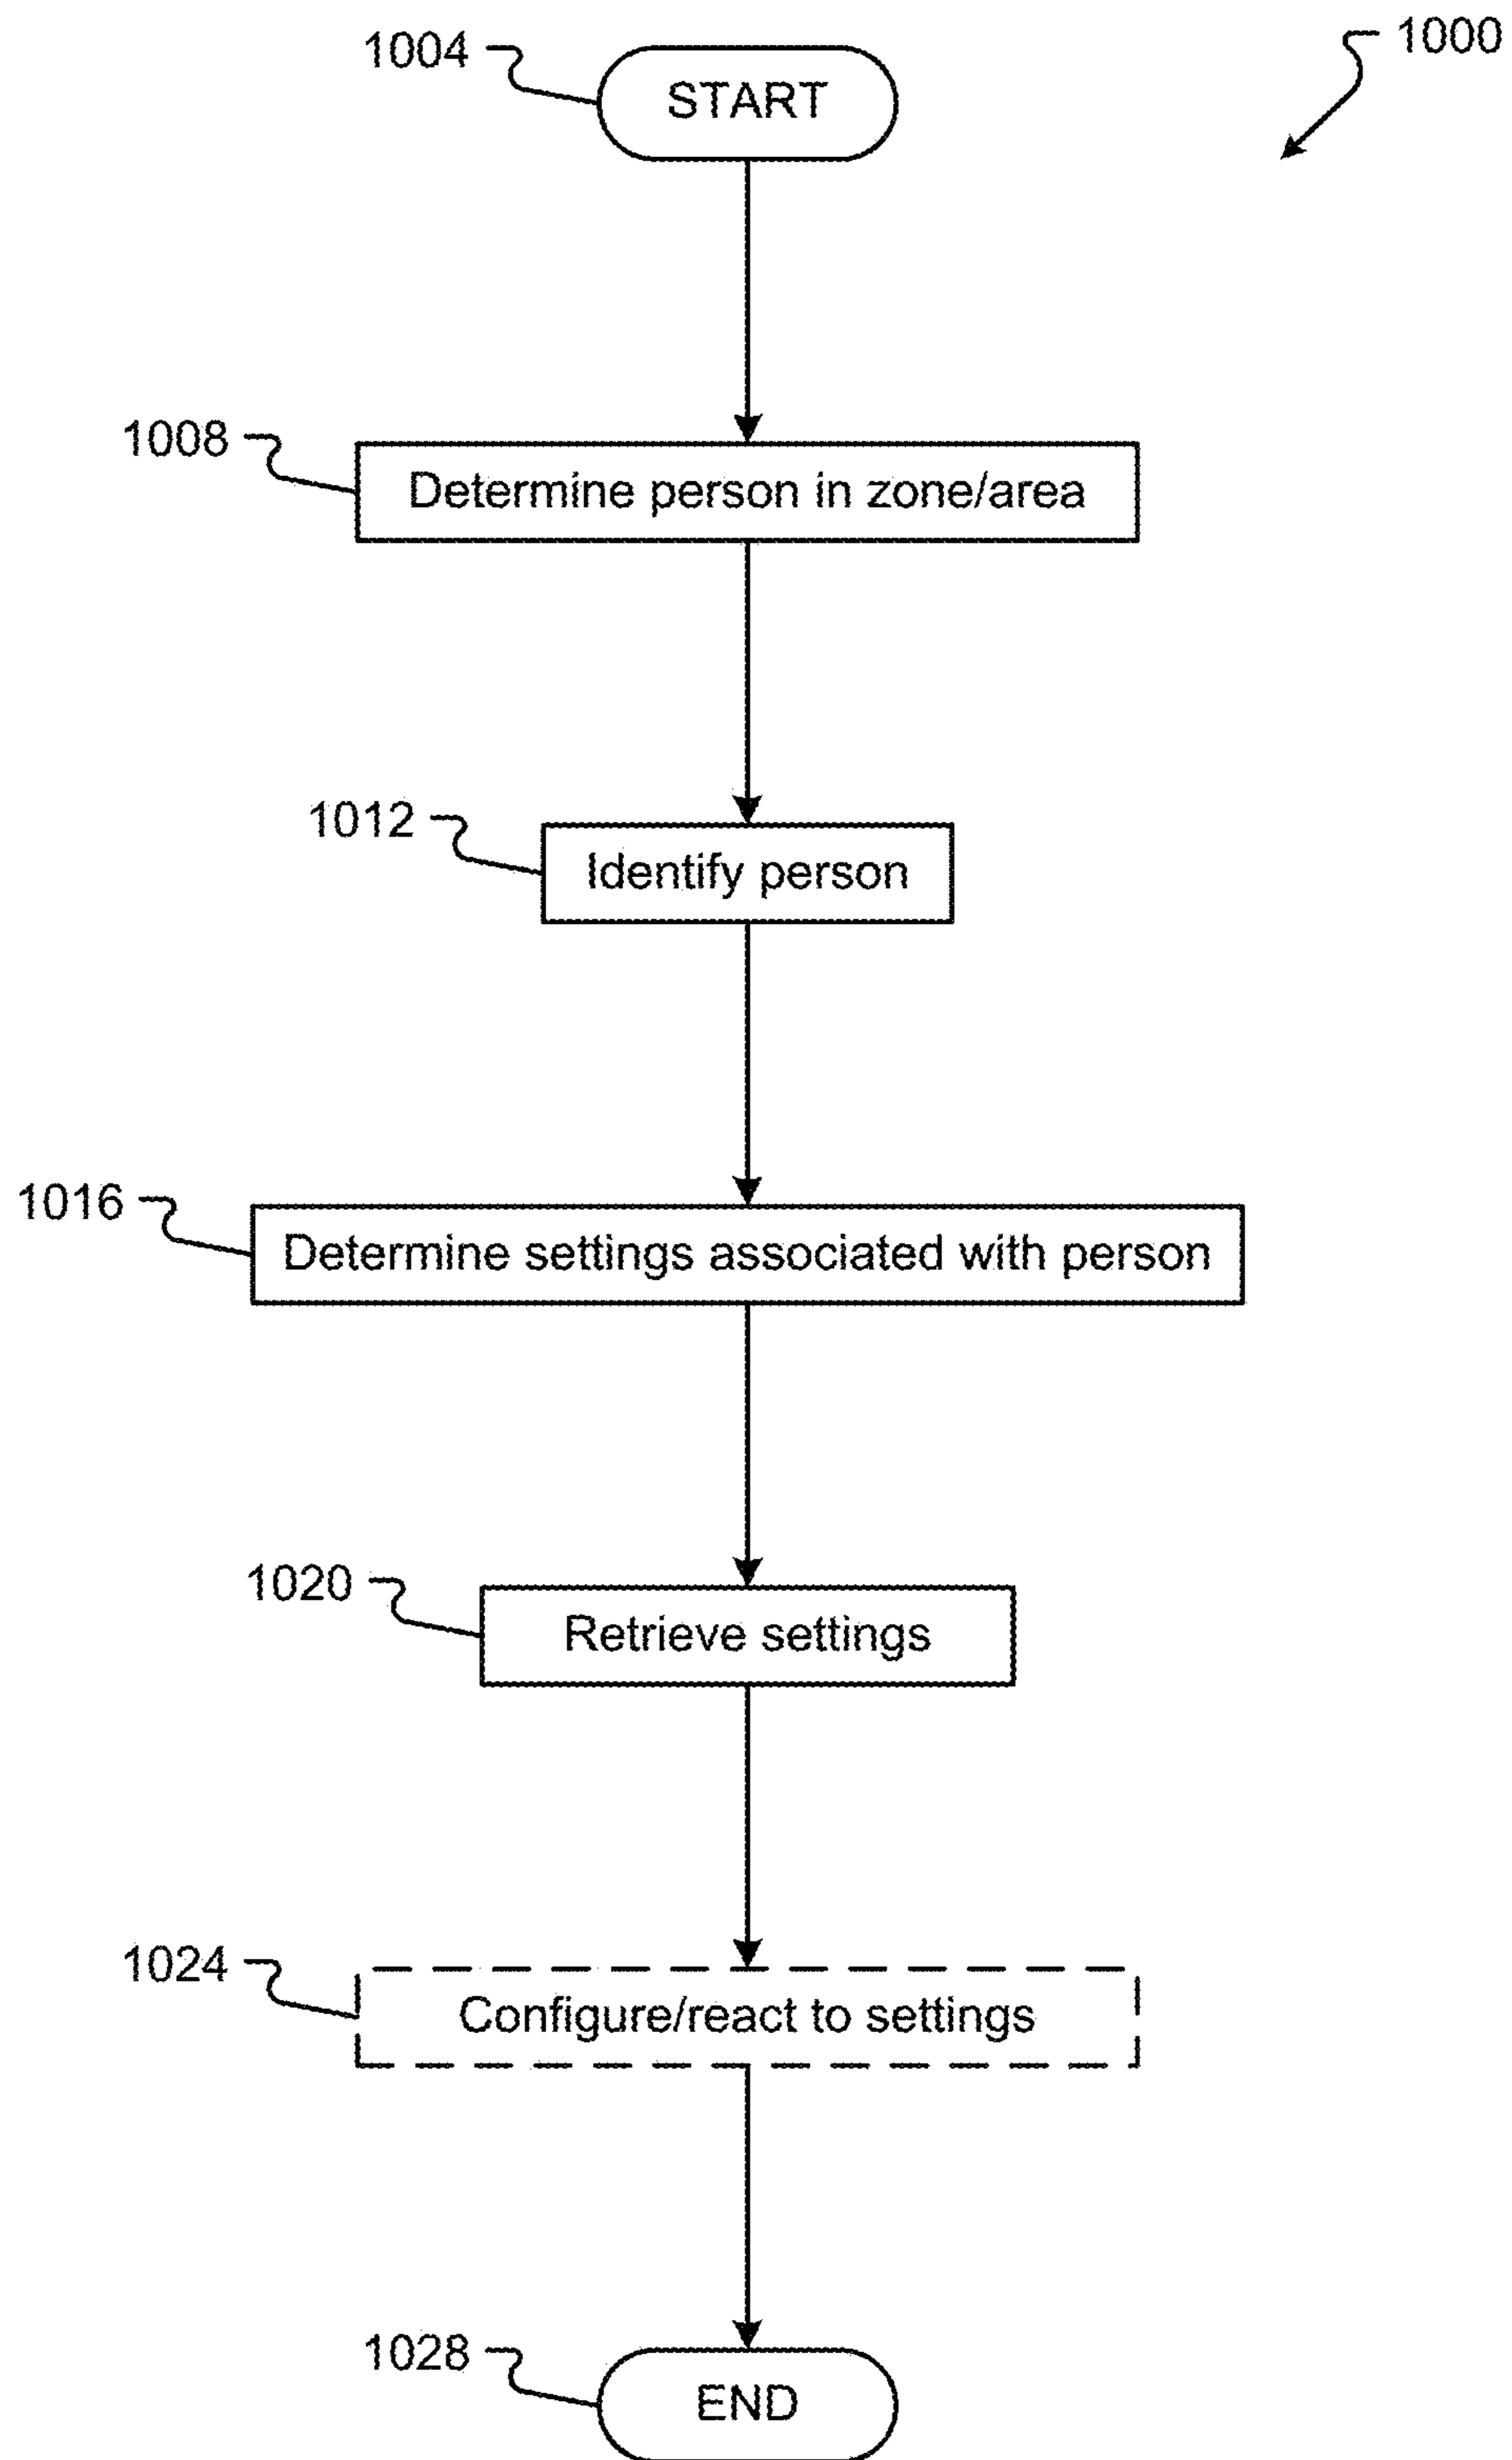 1000
1004
START
1008
Determine person in zone/area
1012
Identify person
1016
Determine settings associated with person
1020
Retrieve settings
1024
Configure/react to settings
1028
END